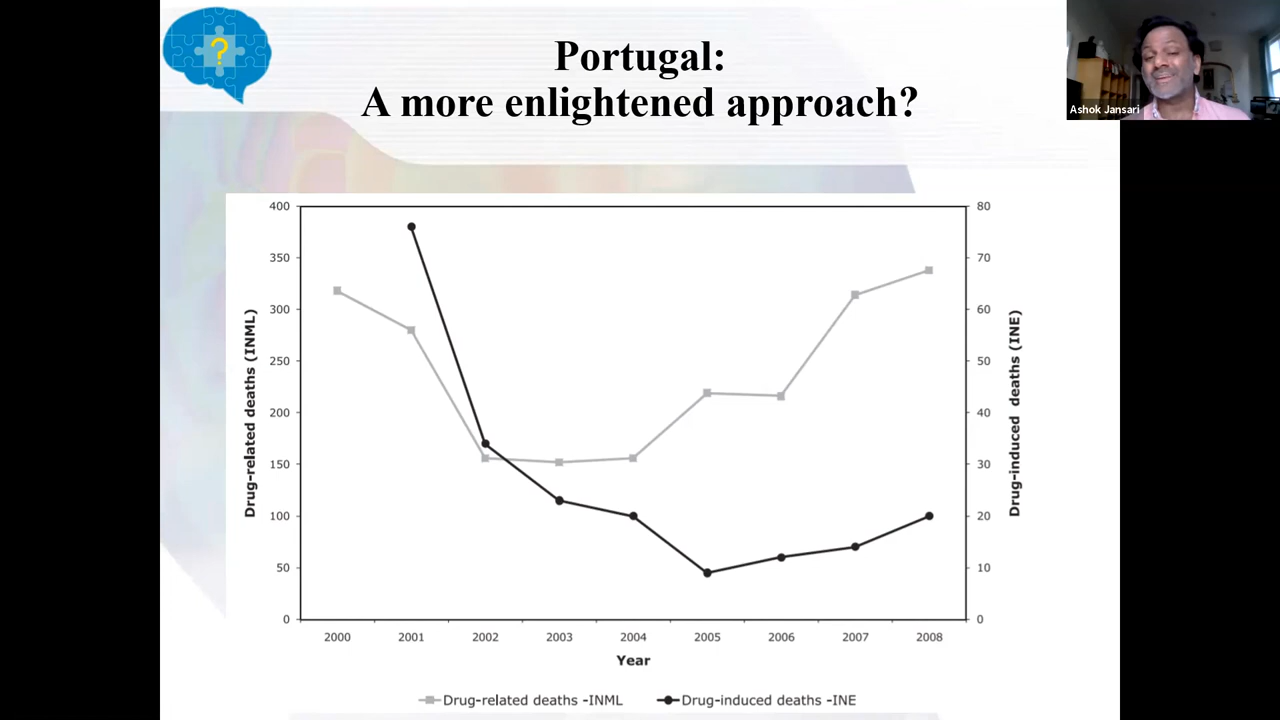 ?
Portugal:
A more enlightened approach?
Ashok Jansari
400
350
300
250
200
150
100
50
0
Drug-related deaths (INML)
80
70
60
50
40
30
20
10
0
Drug-induced deaths (INE)
2000 2001 2002 2003 2004 2005 2006 2007 2008
Year
Drug-related deaths -INML Drug-induced deaths -INE